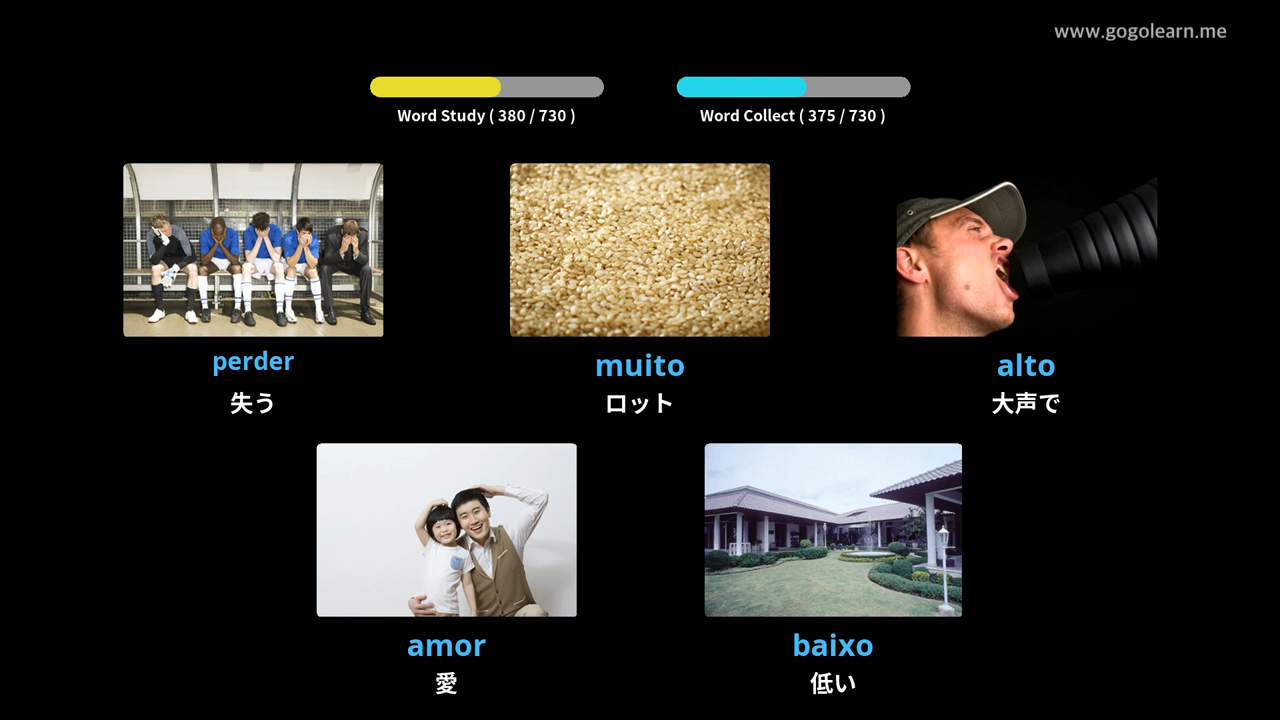 www.gogolearn.me
Word Study ( 380 / 730 )
Word Collect ( 375 / 730 )
perder
失う
muito
ロット
alto
大声で
amor
愛
baixo
低い